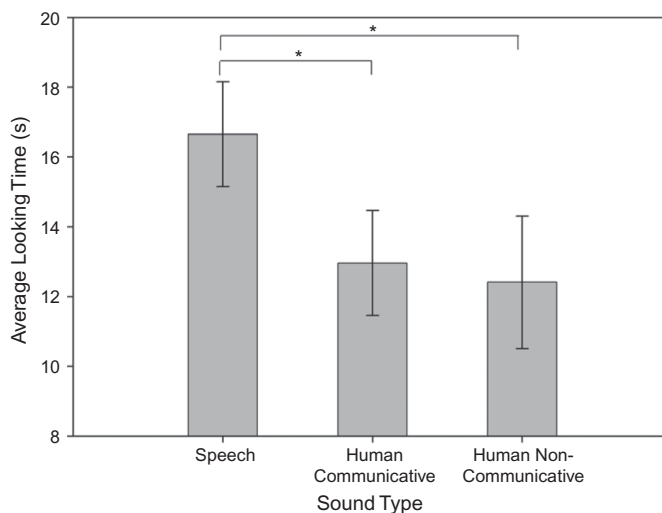 20
18
16
14
12
10
8
Average Looking Time (s)
*
*
Speech
Human
Communicative
Human Non-
Communicative
Sound Type